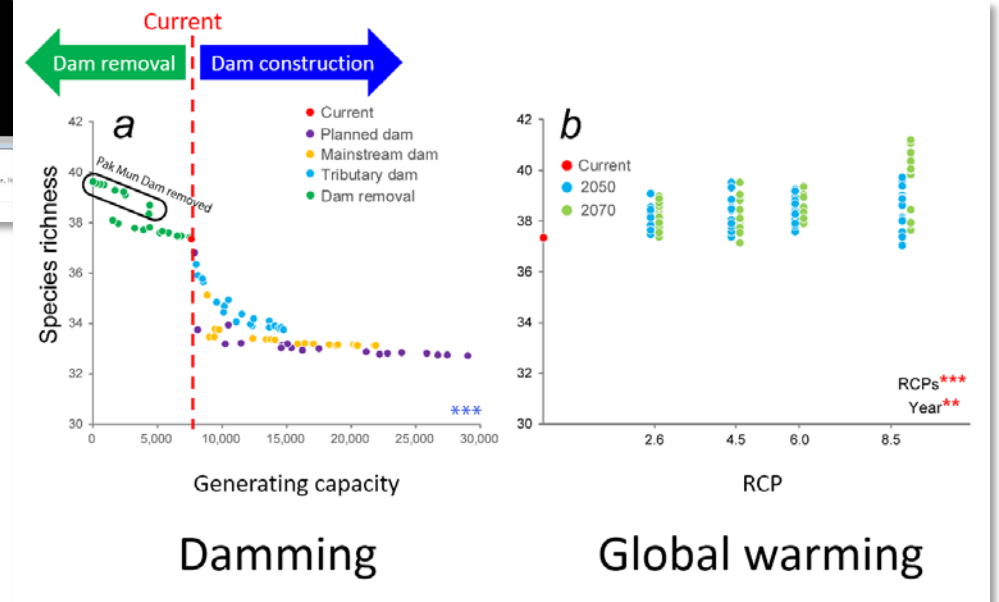 Current
Dam removal
Dam construction
a
Current
Planned dam
Mainstream dam
Tributary dam
Dam removal
Pak Mun Dam removed
Species richness
42
40
38
36
34
32
30
***
0
5,000
10,000
15,000
20,000
25,000
30,000
Generating capacity
Damming
b
Current
2050
2070
42
40
38
36
34
32
30
RCPs***
Year**
2.6
4.5
6.0
8.5
RCP
Global warming